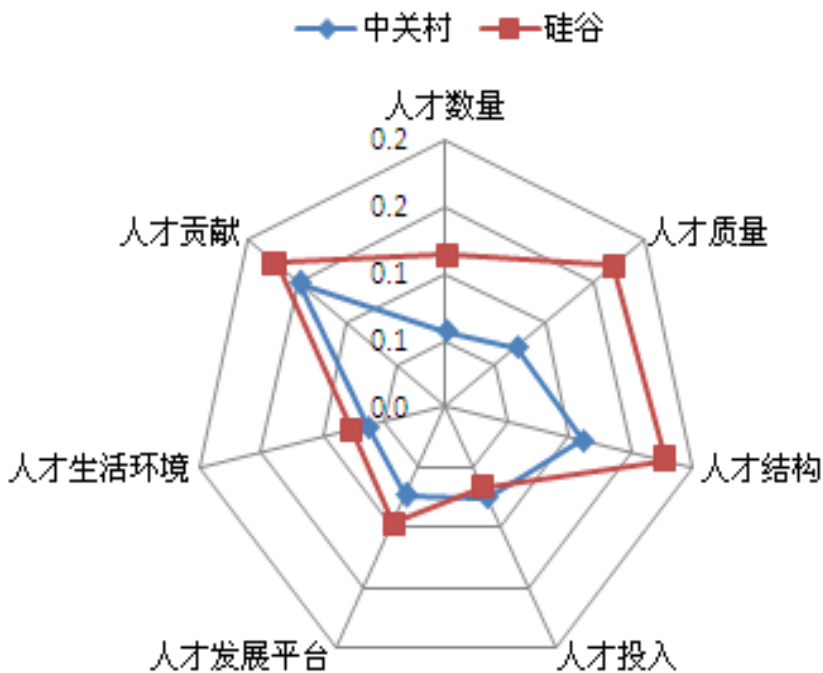 中关村 硅谷
人才数量
0.2
0.2
人才贡献
人才质量
0.1
0.1
0.0
人才生活环境
人才结构
人才发展平台
人才投入